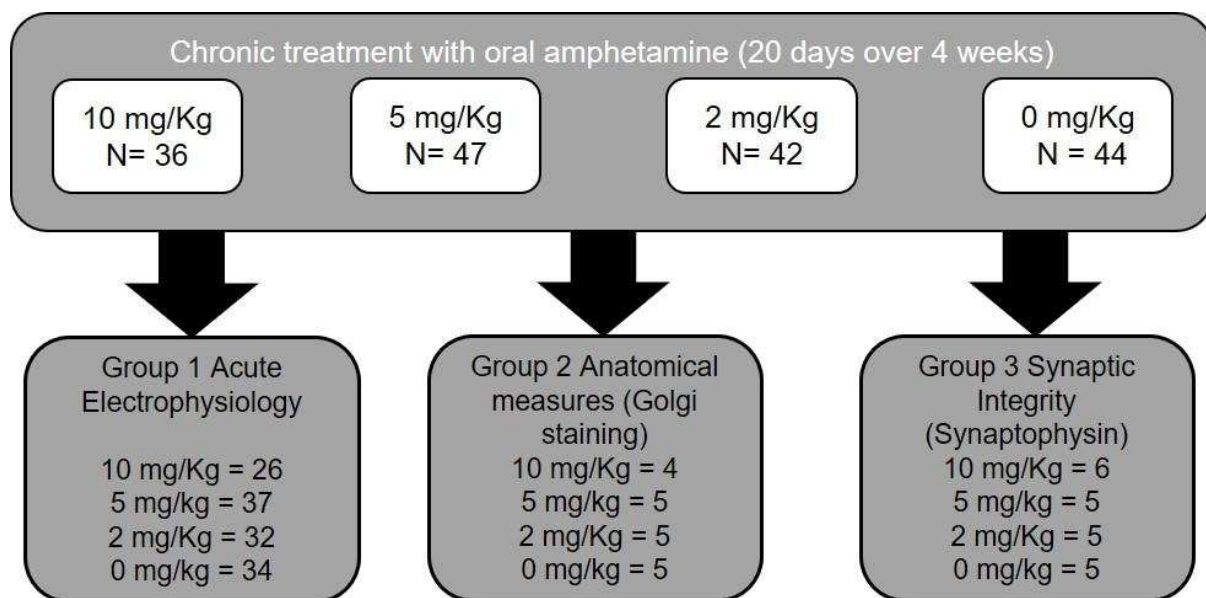 Chronic treatment with oral amphetamine (20 days over 4 weeks)
10 mg/Kg
N= 36
5 mg/Kg
N= 47
2 mg/Kg
N= 42
0 mg/Kg
N = 44
Group 1 Acute
Electrophysiology
10 mg/Kg = 26
5 mg/kg = 37
2 mg/Kg = 32
0 mg/kg = 34
Group 2 Anatomical
measures (Golgi
staining)
10 mg/Kg = 4
5 mg/kg = 5
2 mg/Kg = 5
0 mg/kg = 5
Group 3 Synaptic
Integrity
(Synaptophysin)
10 mg/Kg = 6
5 mg/kg = 5
2 mg/Kg = 5
0 mg/kg = 5